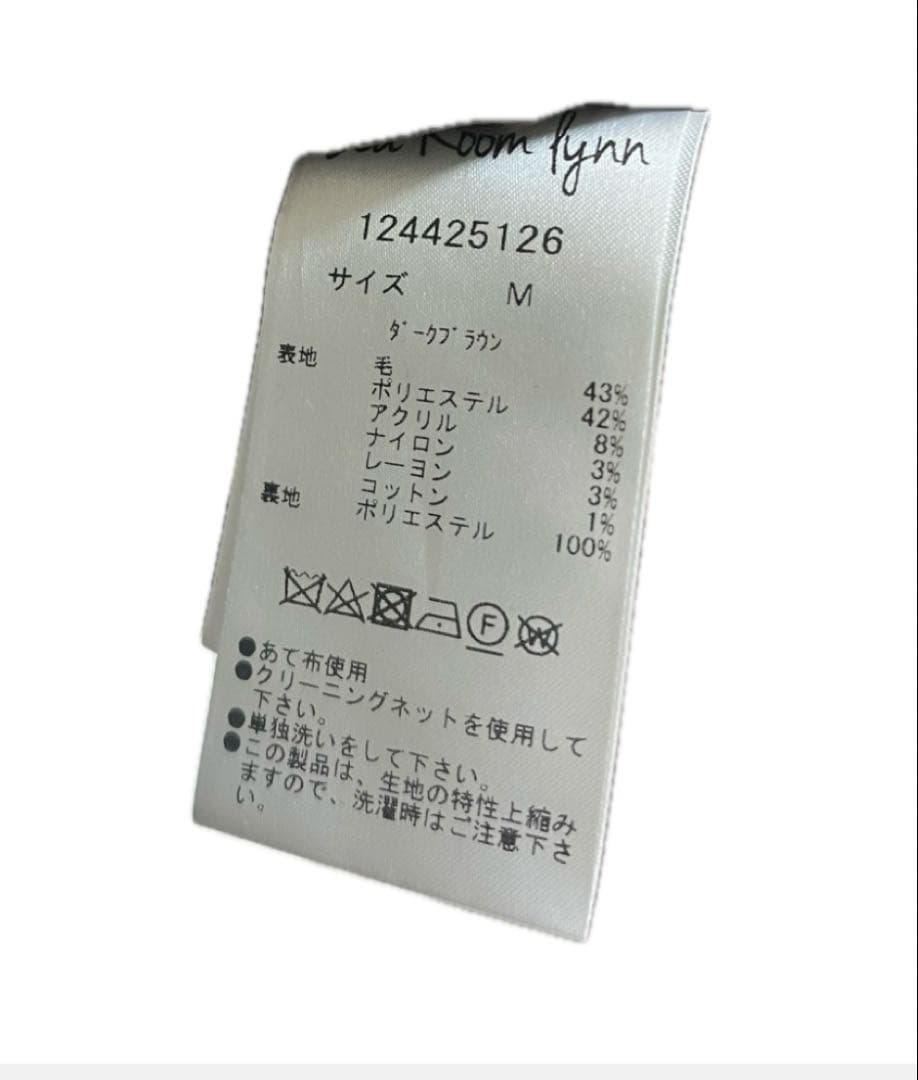 Room lynn
124425126
サイズ M
ﾀﾞｰｸﾌﾞﾗｳﾝ
表地 毛 43%
ポリエステル 42%
アクリル 8%
ナイロン 3%
レーヨン 3%
コットン 1%
裏地 ポリエステル 100%
F
W
●あて布使用
●クリーニングネットを使用して
下さい。
●単独洗いをして下さい。
●この製品は、生地の特性上縮み
ますので、洗濯時はご注意下さ
い。